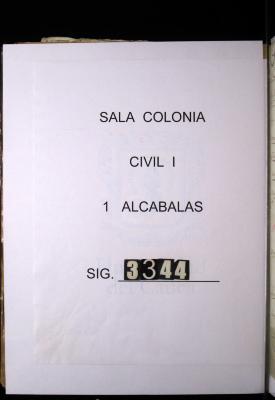 SALA COLONIA
CIVIL I
1 ALCABALAS
SIG. 3344